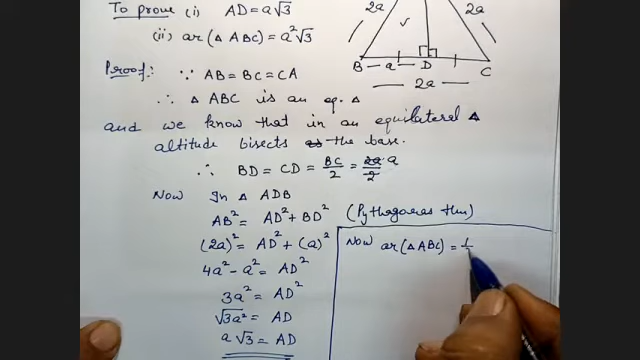 To prove (i) AD = a√3
(ii) ar(△ABC) = a²√3
2a 2a
B — a — D C
— 2a —
Proof: ∵ AB = BC = CA
∴ △ ABC is an eq. △
and we know that in an equilateral △
altitude bisects the base.
∴ BD = CD = BC/2 = 2a/2 a
Now In △ ADB
AB² = AD² + BD² (Pythagoras thm)
(2a)² = AD² + (a)²
4a² - a² = AD²
3a² = AD²
√3a² = AD
a√3 = AD
Now ar(△ABC) = 1